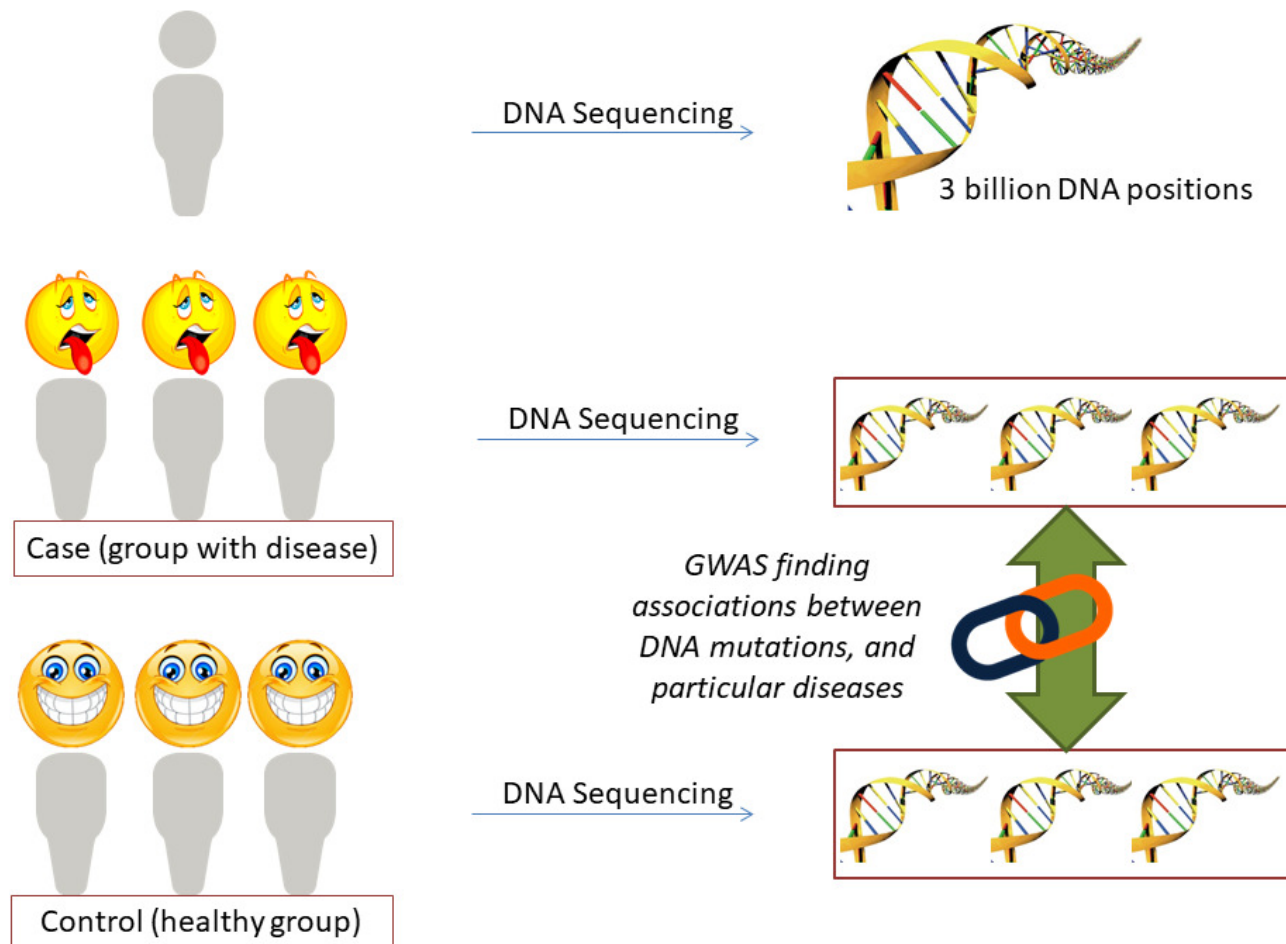 DNA Sequencing
3 billion DNA positions
DNA Sequencing
Case (group with disease)
GWAS finding
associations between
DNA mutations, and
particular diseases
DNA Sequencing
Control (healthy group)